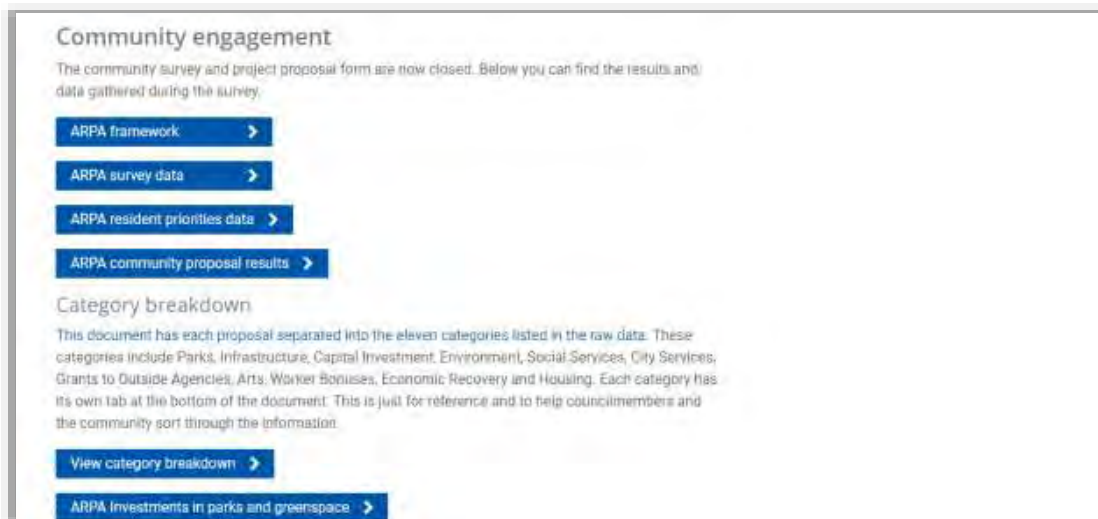 Community engagement
The community survey and project proposal form are now closed. Below you can find the results and
data gathered during the survey.
ARPA framework
ARPA survey data
ARPA resident priorities data
ARPA community proposal results
Category breakdown
This document has each proposal separated into the eleven categories listed in the raw data. These
categories include Parks, Infrastructure, Capital Investment, Environment, Social Services, City Services,
Grants to Outside Agencies, Arts, Worker Bonuses, Economic Recovery and Housing. Each category has
its own tab at the bottom of the document. This is just for reference and to help councilmembers and
the community sort through the information.
View category breakdown
ARPA Investments in parks and greenspace